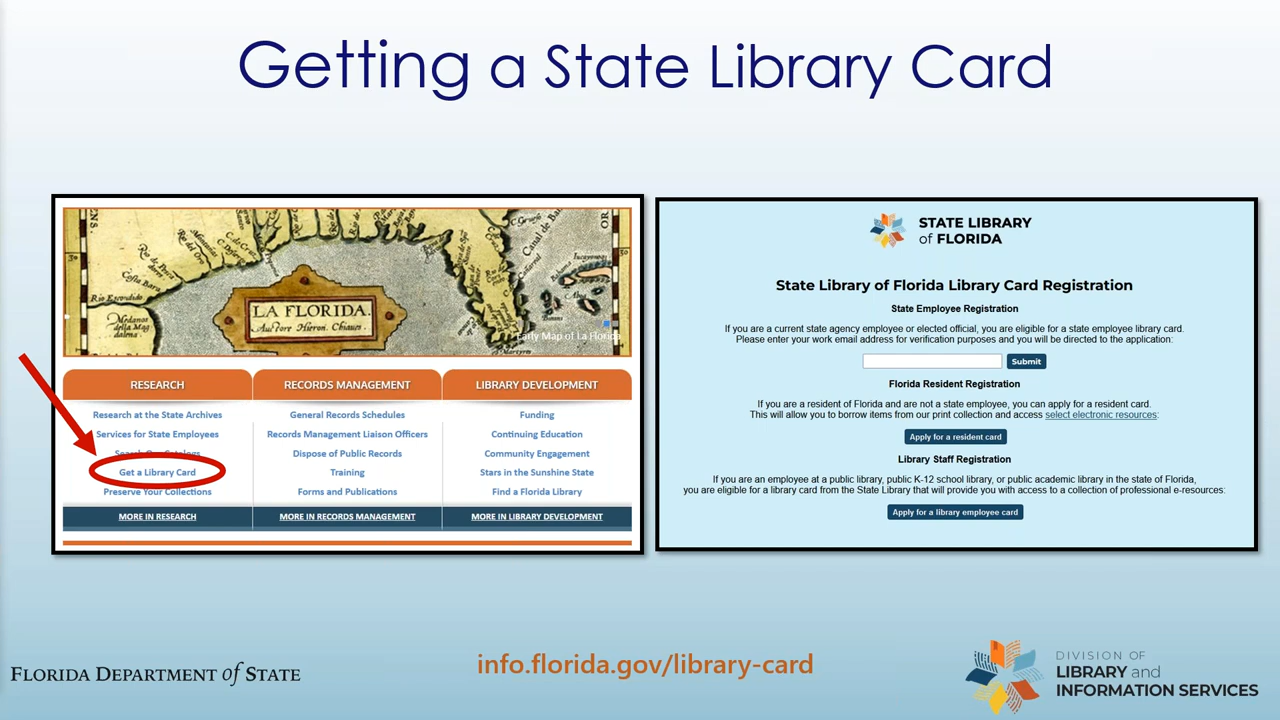 Getting a State Library Card
LA FLORIDA.
Auctore Hieron. Chiaues.
Early Map of La Florida
RESEARCH
Research at the State Archives
Services for State Employees
Search Our Catalogs
Get a Library Card
Preserve Your Collections
MORE IN RESEARCH
RECORDS MANAGEMENT
General Records Schedules
Records Management Liaison Officers
Dispose of Public Records
Training
Forms and Publications
MORE IN RECORDS MANAGEMENT
LIBRARY DEVELOPMENT
Funding
Continuing Education
Community Engagement
Stars in the Sunshine State
Find a Florida Library
MORE IN LIBRARY DEVELOPMENT
STATE LIBRARY
of FLORIDA
State Library of Florida Library Card Registration
State Employee Registration
If you are a current state agency employee or elected official, you are eligible for a state employee library card.
Please enter your work email address for verification purposes and you will be directed to the application:
Submit
Florida Resident Registration
If you are a resident of Florida and are not a state employee, you can apply for a resident card.
This will allow you to borrow items from our print collection and access select electronic resources:
Apply for a resident card
Library Staff Registration
If you are an employee at a public library, public K-12 school library, or public academic library in the state of Florida,
you are eligible for a library card from the State Library that will provide you with access to a collection of professional e-resources:
Apply for a library employee card
FLORIDA DEPARTMENT of STATE
info.florida.gov/library-card
DIVISION OF
LIBRARY and
INFORMATION SERVICES